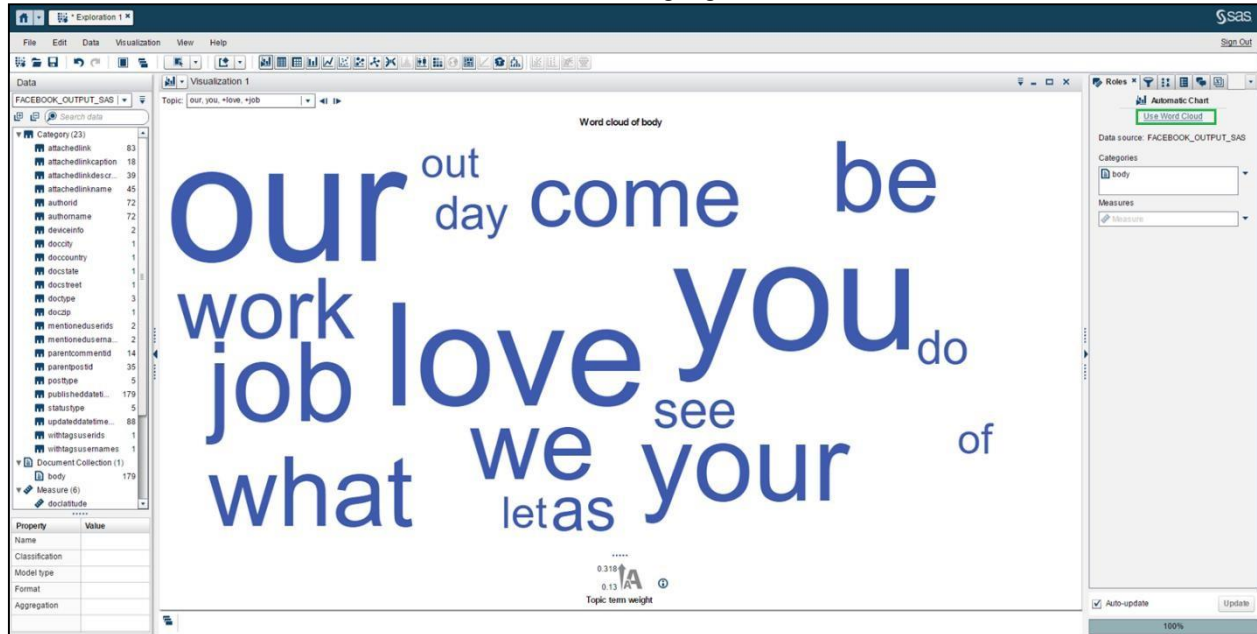 * Exploration 1 ×
sas
File Edit Data Visualization View Help
Sign Out
Data
Visualization 1
Roles ×
FACEBOOK_OUTPUT_SAS
Topic: our, you, +love, +job
Automatic Chart
Use Word Cloud
Search data
Word cloud of body
Data source: FACEBOOK_OUTPUT_SAS
Category (23)
attachedlink 83
attachedlinkcaption 18
attachedlinkdescr... 39
attachedlinkname 45
authorid 72
authorname 72
deviceinfo 2
doccity 1
doccountry 1
docstate 1
docstreet 1
doctype 3
doczip 1
mentioneduserids 2
mentioneduserna... 2
parentcommentid 14
parentpostid 35
posttype 5
publisheddateti... 179
statustype 5
updateddatetime... 88
withtagsuserids 1
withtagsusernames 1
Document Collection (1)
body 179
Measure (6)
doclatitude
Property Value
Name
Classification
Model type
Format
Aggregation
our out day come be
work job love you do
we see your of
what let as
0.318
0.13
Topic term weight
Categories
body
Measures
Measure
Auto-update
Update
100%